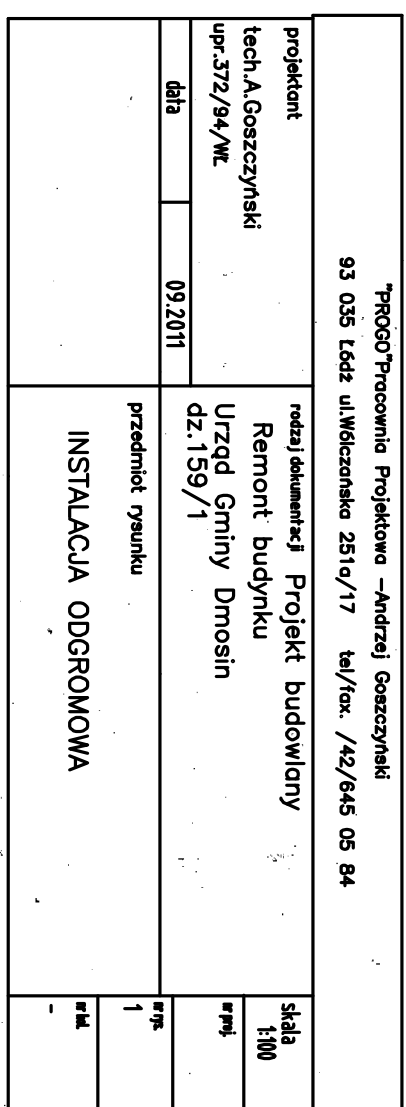 "PROGO"Pracownia Projektowa –Andrzej Goszczyński
93 035 Łódź ul.Wólczańska 251a/17 tel/fax. /42/645 05 84
projektant
tech.A.Goszczyński
upr.372/94/WŁ
data
09.2011
rodzaj dokumentacji Projekt budowlany
Remont budynku
Urząd Gminy Dmosin
dz.159/1
przedmiot rysunku
INSTALACJA ODGROMOWA
Skala
1:100
nr proj.
nr rys.
1
nr kol.
-